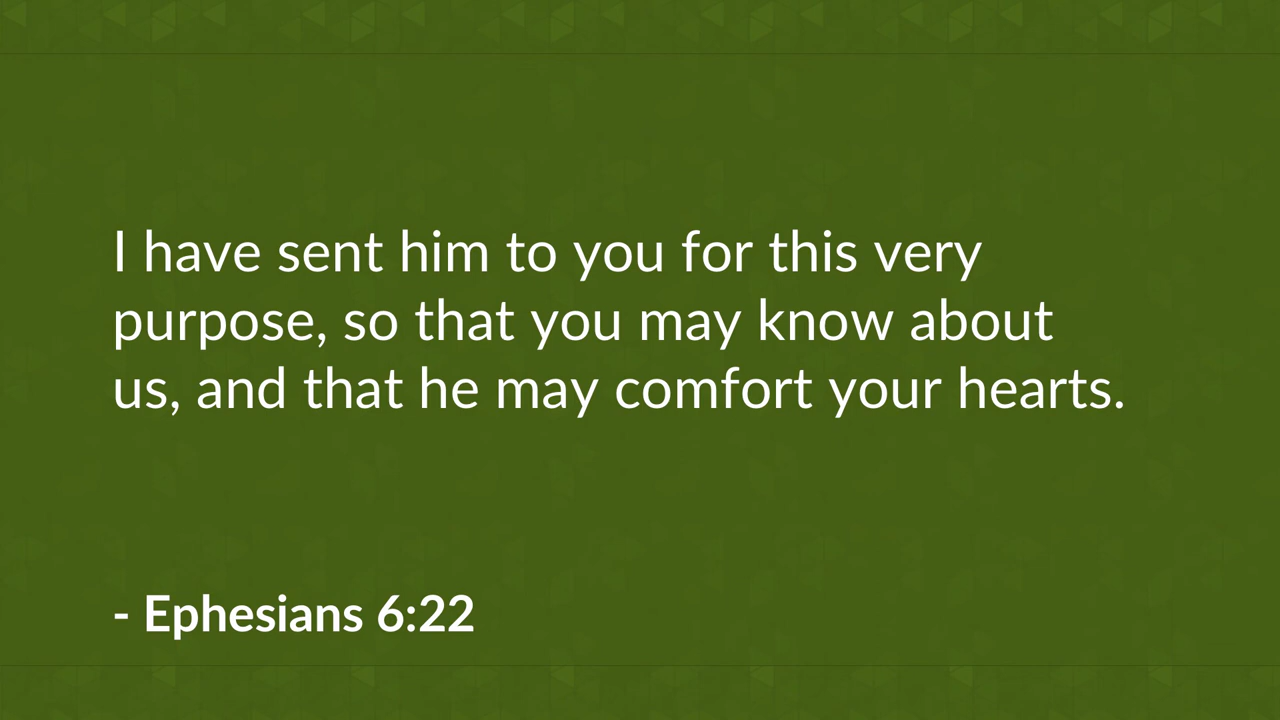 I have sent him to you for this very
purpose, so that you may know about
us, and that he may comfort your hearts.
- Ephesians 6:22